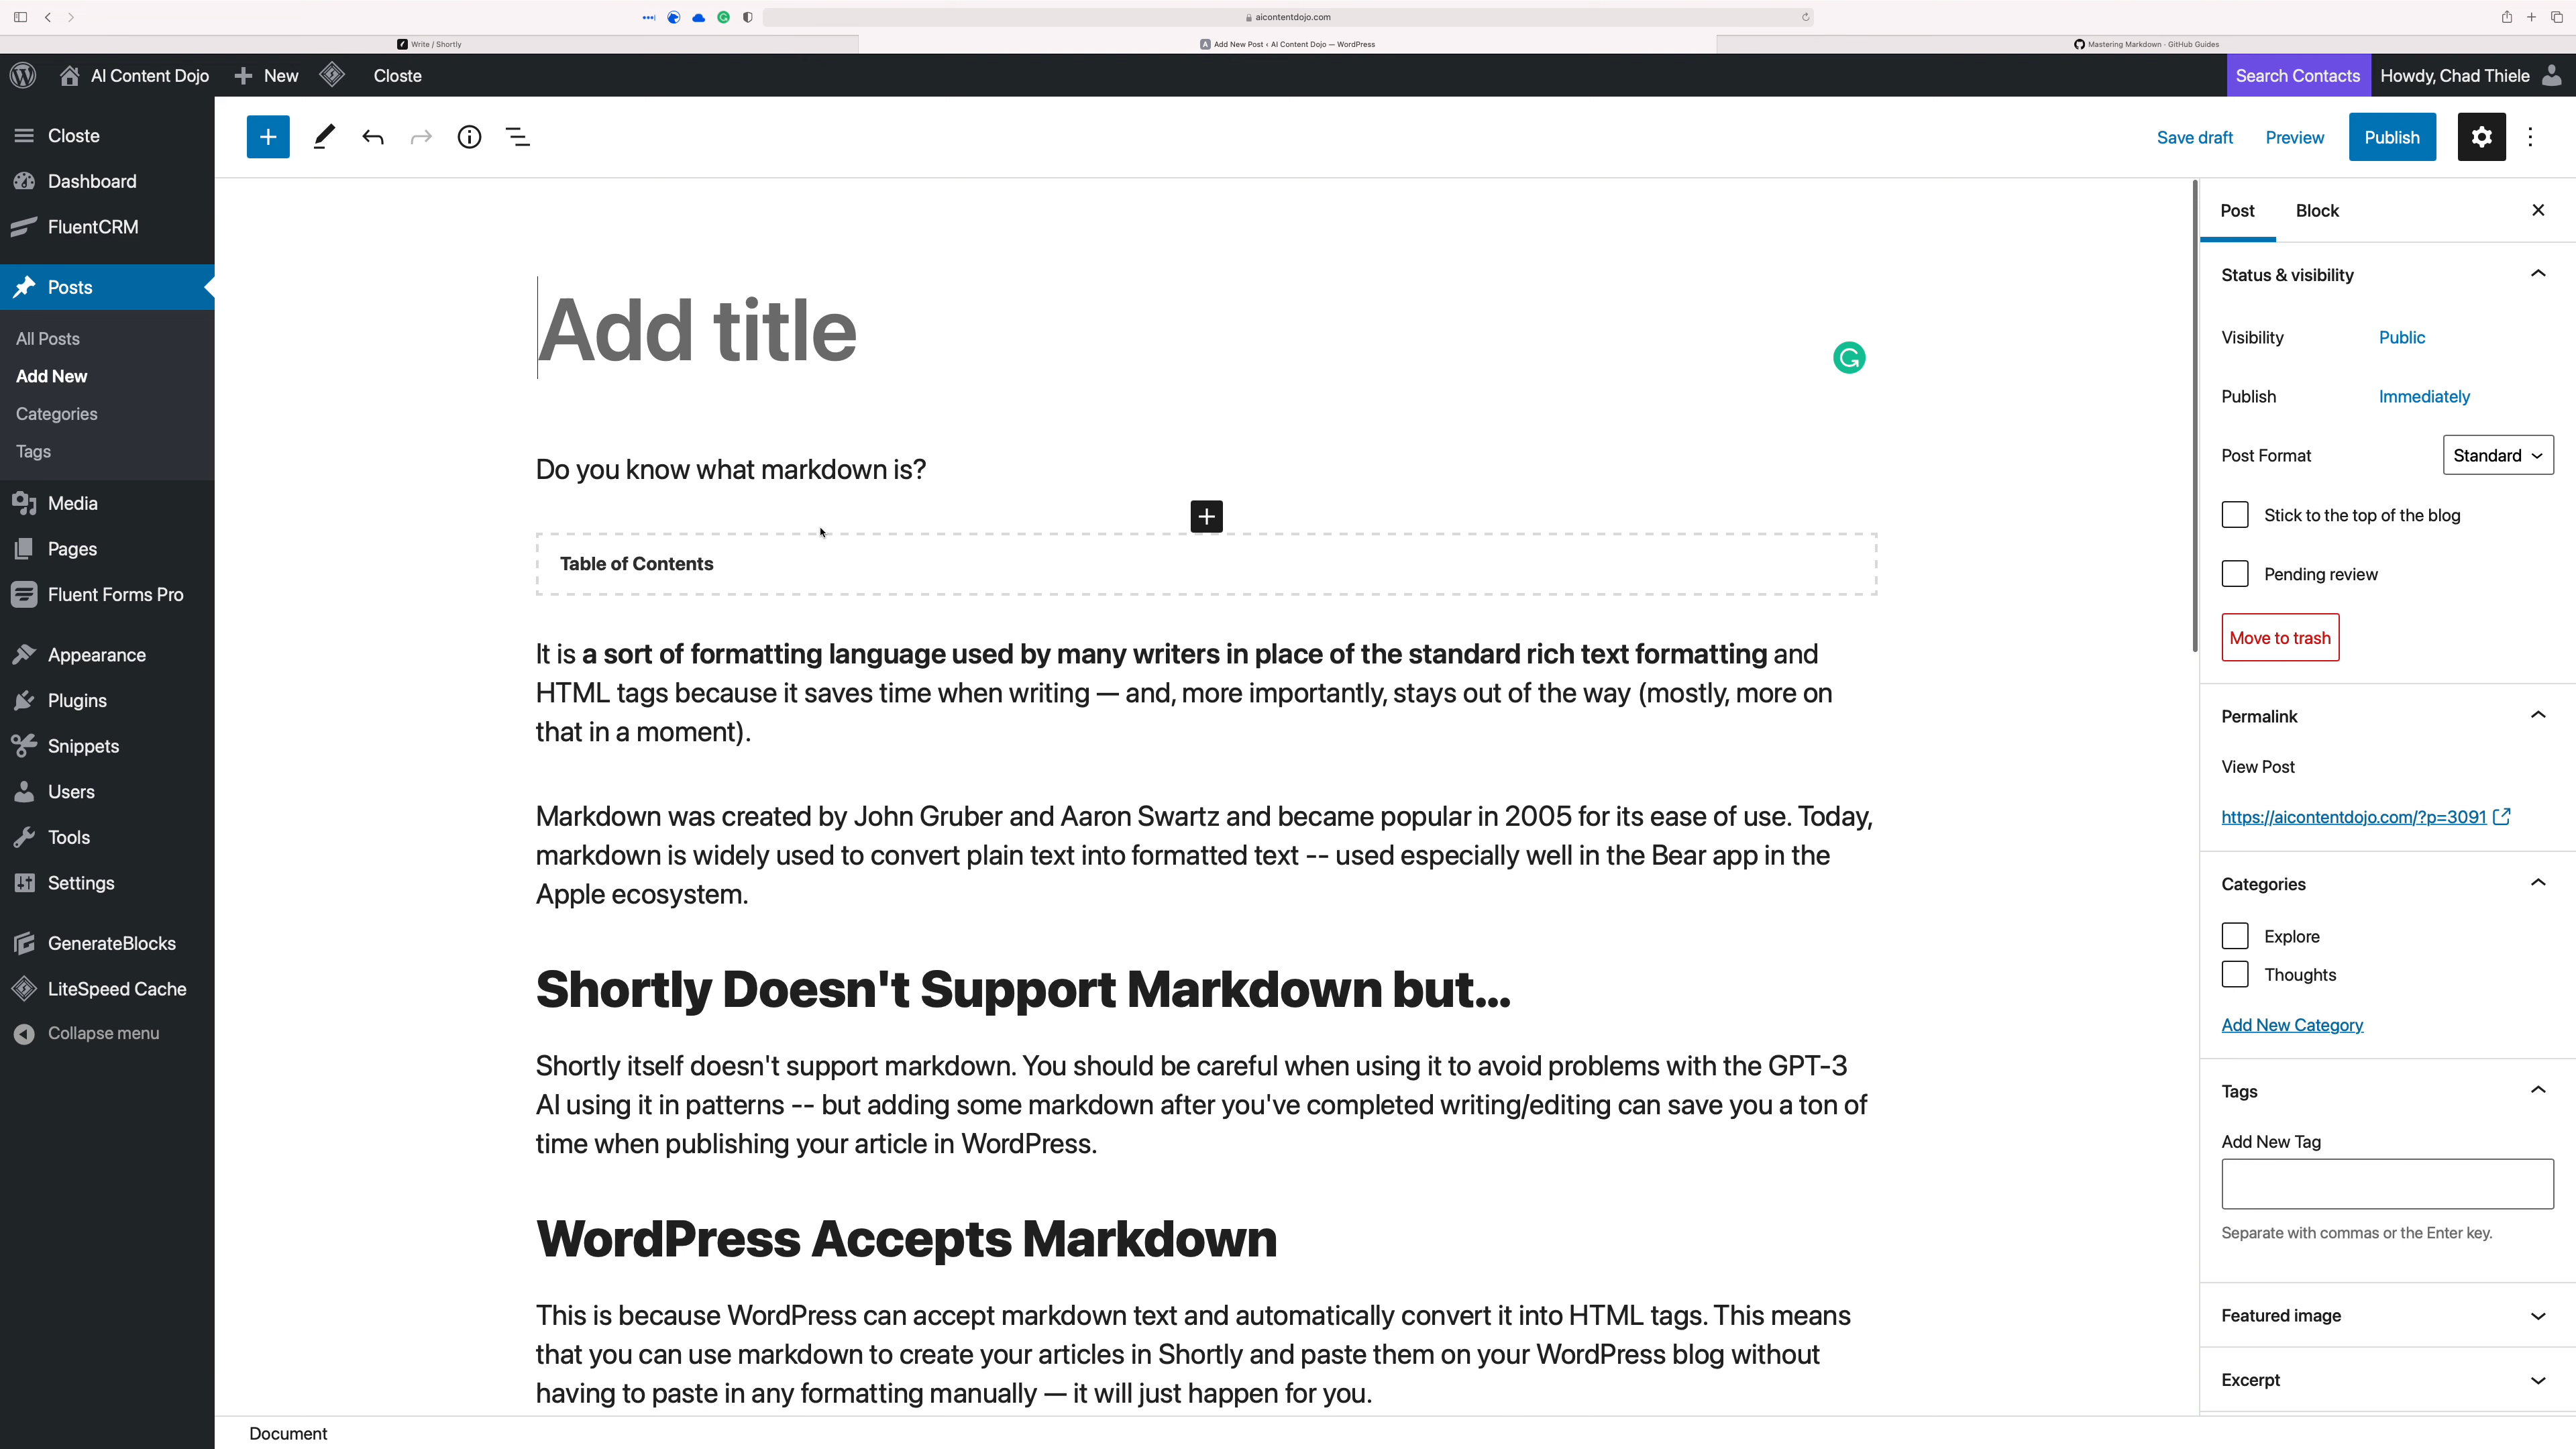 aicontentdojo.com
Write / Shortly
Add New Post ‹ AI Content Dojo — WordPress
Mastering Markdown · GitHub Guides
AI Content Dojo
New
Closte
Search Contacts
Howdy, Chad Thiele
Closte
Dashboard
FluentCRM
Posts
All Posts
Add New
Categories
Tags
Media
Pages
Fluent Forms Pro
Appearance
Plugins
Snippets
Users
Tools
Settings
GenerateBlocks
LiteSpeed Cache
Collapse menu
Save draft
Preview
Publish
Add title
Do you know what markdown is?
Table of Contents
It is a sort of formatting language used by many writers in place of the standard rich text formatting and
HTML tags because it saves time when writing — and, more importantly, stays out of the way (mostly, more on
that in a moment).
Markdown was created by John Gruber and Aaron Swartz and became popular in 2005 for its ease of use. Today,
markdown is widely used to convert plain text into formatted text -- used especially well in the Bear app in the
Apple ecosystem.
Shortly Doesn't Support Markdown but...
Shortly itself doesn't support markdown. You should be careful when using it to avoid problems with the GPT-3
AI using it in patterns -- but adding some markdown after you've completed writing/editing can save you a ton of
time when publishing your article in WordPress.
WordPress Accepts Markdown
This is because WordPress can accept markdown text and automatically convert it into HTML tags. This means
that you can use markdown to create your articles in Shortly and paste them on your WordPress blog without
having to paste in any formatting manually — it will just happen for you.
Document
Post
Block
Status & visibility
Visibility
Public
Publish
Immediately
Post Format
Standard
Stick to the top of the blog
Pending review
Move to trash
Permalink
View Post
https://aicontentdojo.com/?p=3091
Categories
Explore
Thoughts
Add New Category
Tags
Add New Tag
Separate with commas or the Enter key.
Featured image
Excerpt